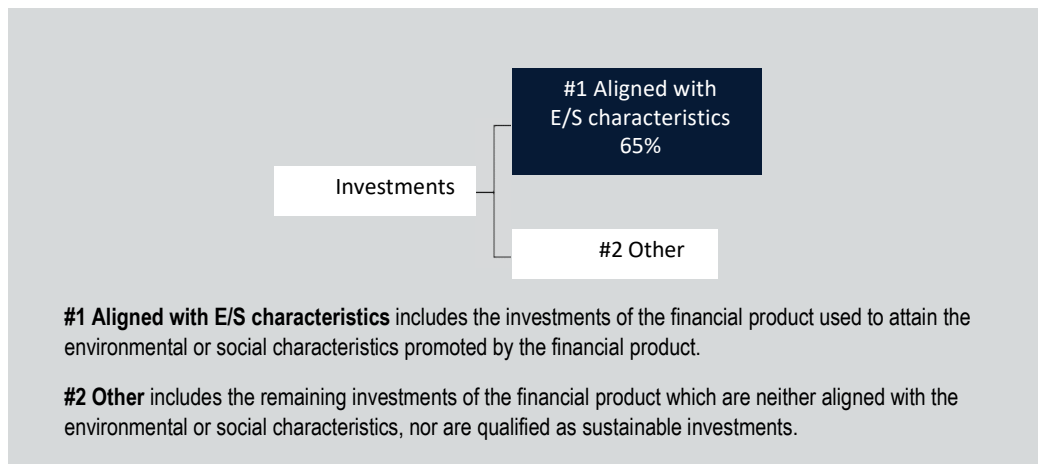 #1 Aligned with
E/S characteristics
65%
Investments
#2 Other
#1 Aligned with E/S characteristics includes the investments of the financial product used to attain the
environmental or social characteristics promoted by the financial product.
#2 Other includes the remaining investments of the financial product which are neither aligned with the
environmental or social characteristics, nor are qualified as sustainable investments.